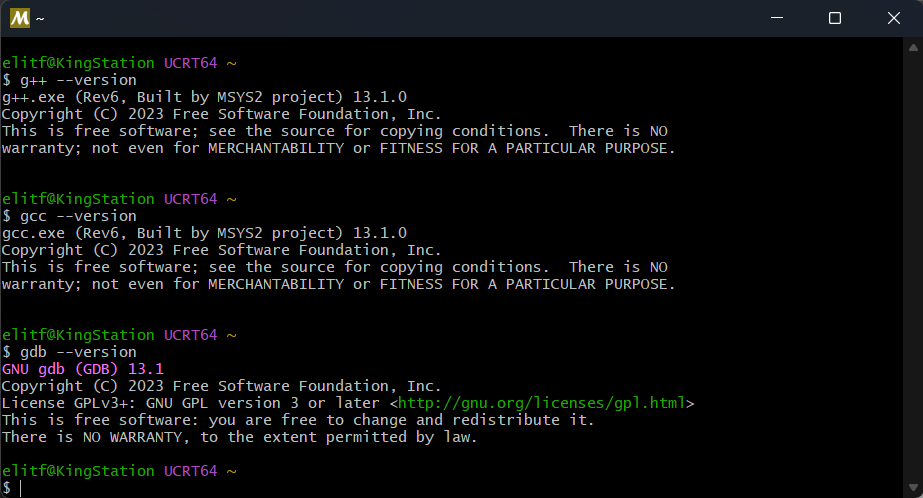 M ~
elitf@KingStation UCRT64 ~
$ g++ --version
g++.exe (Rev6, Built by MSYS2 project) 13.1.0
Copyright (C) 2023 Free Software Foundation, Inc.
This is free software; see the source for copying conditions.  There is NO
warranty; not even for MERCHANTABILITY or FITNESS FOR A PARTICULAR PURPOSE.
elitf@KingStation UCRT64 ~
$ gcc --version
gcc.exe (Rev6, Built by MSYS2 project) 13.1.0
Copyright (C) 2023 Free Software Foundation, Inc.
This is free software; see the source for copying conditions.  There is NO
warranty; not even for MERCHANTABILITY or FITNESS FOR A PARTICULAR PURPOSE.
elitf@KingStation UCRT64 ~
$ gdb --version
GNU gdb (GDB) 13.1
Copyright (C) 2023 Free Software Foundation, Inc.
License GPLv3+: GNU GPL version 3 or later <http://gnu.org/licenses/gpl.html>
This is free software: you are free to change and redistribute it.
There is NO WARRANTY, to the extent permitted by law.
elitf@KingStation UCRT64 ~
$